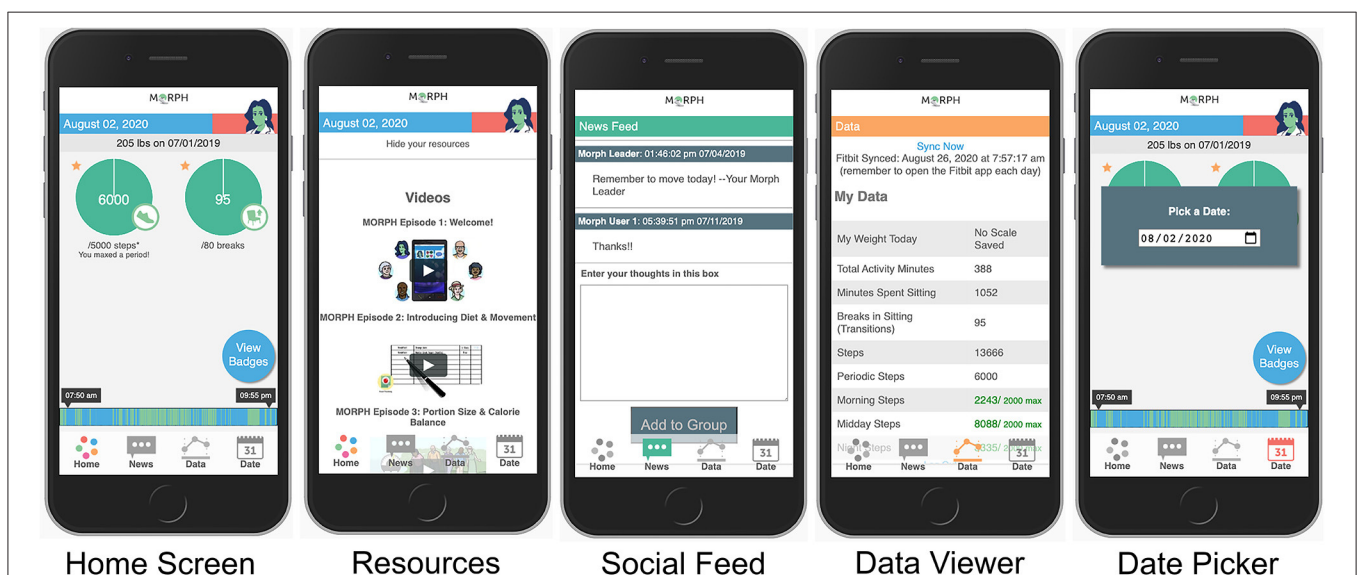 MORPH
August 02, 2020
205 lbs on 07/01/2019
6000
95
/5000 steps*
You maxed a period!
/80 breaks
View
Badges
07:50 am
09:55 pm
Home
News
Data
31
Date
Home Screen
MORPH
August 02, 2020
Hide your resources
Videos
MORPH Episode 1: Welcome!
MORPH Episode 2: Introducing Diet & Movement
MORPH Episode 3: Portion Size & Calorie
Balance
Home
News
Data
31
Date
Resources
MORPH
News Feed
Morph Leader: 01:46:02 pm 07/04/2019
Remember to move today! --Your Morph
Leader
Morph User 1: 05:39:51 pm 07/11/2019
Thanks!!
Enter your thoughts in this box
Add to Group
Home
News
Data
31
Date
Social Feed
MORPH
Data
Sync Now
Fitbit Synced: August 26, 2020 at 7:57:17 am
(remember to open the Fitbit app each day)
My Data
My Weight Today No Scale
Saved
Total Activity Minutes 388
Minutes Spent Sitting 1052
Breaks in Sitting
(Transitions) 95
Steps 13666
Periodic Steps 6000
Morning Steps 2243/ 2000 max
Midday Steps 8088/ 2000 max
Night Steps 3335/ 2000 max
Home
News
Data
31
Date
Data Viewer
MORPH
August 02, 2020
205 lbs on 07/01/2019
Pick a Date:
08/02/2020
View
Badges
07:50 am
09:55 pm
Home
News
Data
31
Date
Date Picker